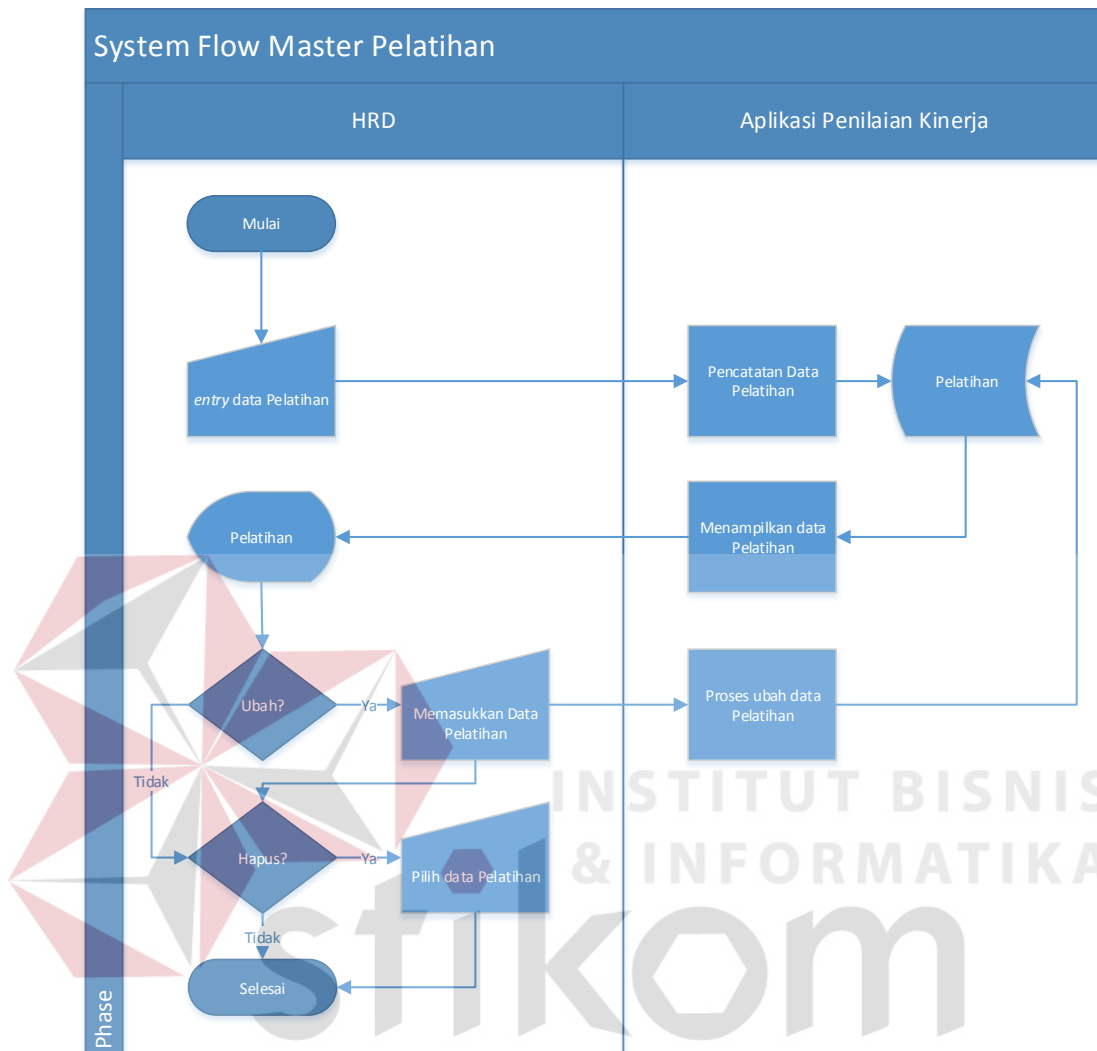 System Flow Master Pelatihan
HRD
Aplikasi Penilaian Kinerja
Phase
Mulai
entry data Pelatihan
Pencatatan Data
Pelatihan
Pelatihan
Pelatihan
Menampilkan data
Pelatihan
Ubah?
Ya
Memasukkan Data
Pelatihan
Proses ubah data
Pelatihan
Tidak
Hapus?
Ya
Pilih data Pelatihan
Tidak
Selesai
INSTITUT BISNIS
& INFORMATIKA
stikom